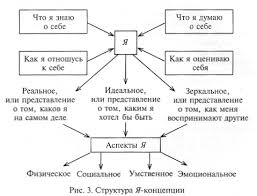 Что я знаю
о себе
Что я думаю
о себе
Я
Как я отношусь
к себе
Как я оцениваю
себя
Реальное,
или представление
о том, каков я
на самом деле
Идеальное,
или представление
о том, каким я
хотел бы быть
Зеркальное,
или представление
о том, как меня
воспринимают другие
Аспекты Я
Физическое Социальное Умственное Эмоциональное
Рис. 3. Структура Я-концепции